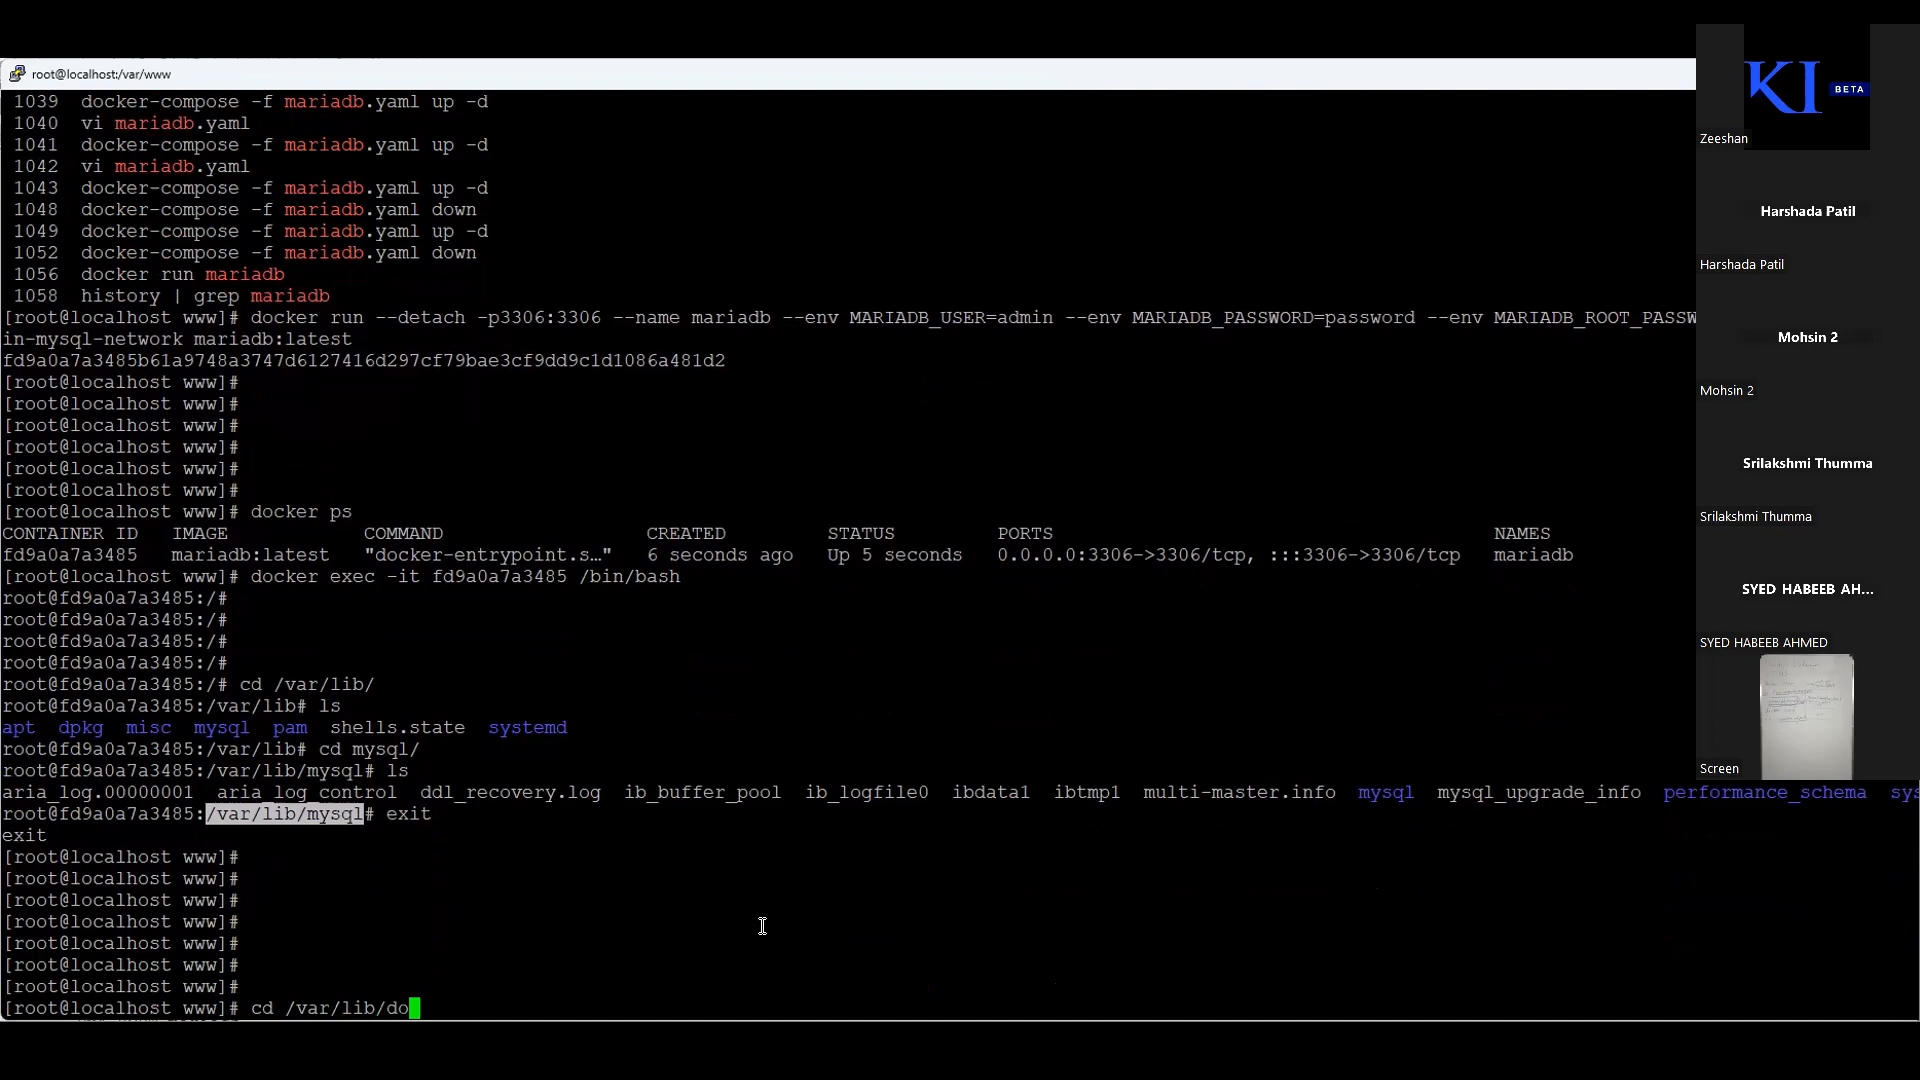 root@localhost:/var/www
1039 docker-compose -f mariadb.yaml up -d
1040 vi mariadb.yaml
1041 docker-compose -f mariadb.yaml up -d
1042 vi mariadb.yaml
1043 docker-compose -f mariadb.yaml up -d
1048 docker-compose -f mariadb.yaml down
1049 docker-compose -f mariadb.yaml up -d
1052 docker-compose -f mariadb.yaml down
1056 docker run mariadb
1058 history | grep mariadb
[root@localhost www]# docker run --detach -p3306:3306 --name mariadb --env MARIADB_USER=admin --env MARIADB_PASSWORD=password --env MARIADB_ROOT_PASSW
in-mysql-network mariadb:latest
fd9a0a7a3485b61a9748a3747d6127416d297cf79bae3cf9dd9c1d1086a481d2
[root@localhost www]#
[root@localhost www]#
[root@localhost www]#
[root@localhost www]#
[root@localhost www]#
[root@localhost www]#
[root@localhost www]# docker ps
CONTAINER ID IMAGE COMMAND CREATED STATUS PORTS NAMES
fd9a0a7a3485 mariadb:latest "docker-entrypoint.s…" 6 seconds ago Up 5 seconds 0.0.0.0:3306->3306/tcp, :::3306->3306/tcp mariadb
[root@localhost www]# docker exec -it fd9a0a7a3485 /bin/bash
root@fd9a0a7a3485:/#
root@fd9a0a7a3485:/#
root@fd9a0a7a3485:/#
root@fd9a0a7a3485:/#
root@fd9a0a7a3485:/# cd /var/lib/
root@fd9a0a7a3485:/var/lib# ls
apt dpkg misc mysql pam shells.state systemd
root@fd9a0a7a3485:/var/lib# cd mysql/
root@fd9a0a7a3485:/var/lib/mysql# ls
aria_log.00000001 aria_log_control ddl_recovery.log ib_buffer_pool ib_logfile0 ibdata1 ibtmp1 multi-master.info mysql mysql_upgrade_info performance_schema sys
root@fd9a0a7a3485:/var/lib/mysql# exit
exit
[root@localhost www]#
[root@localhost www]#
[root@localhost www]#
[root@localhost www]#
[root@localhost www]#
[root@localhost www]#
[root@localhost www]#
[root@localhost www]# cd /var/lib/do
KI BETA
Zeeshan
Harshada Patil
Harshada Patil
Mohsin 2
Mohsin 2
Srilakshmi Thumma
Srilakshmi Thumma
SYED HABEEB AH...
SYED HABEEB AHMED
Screen